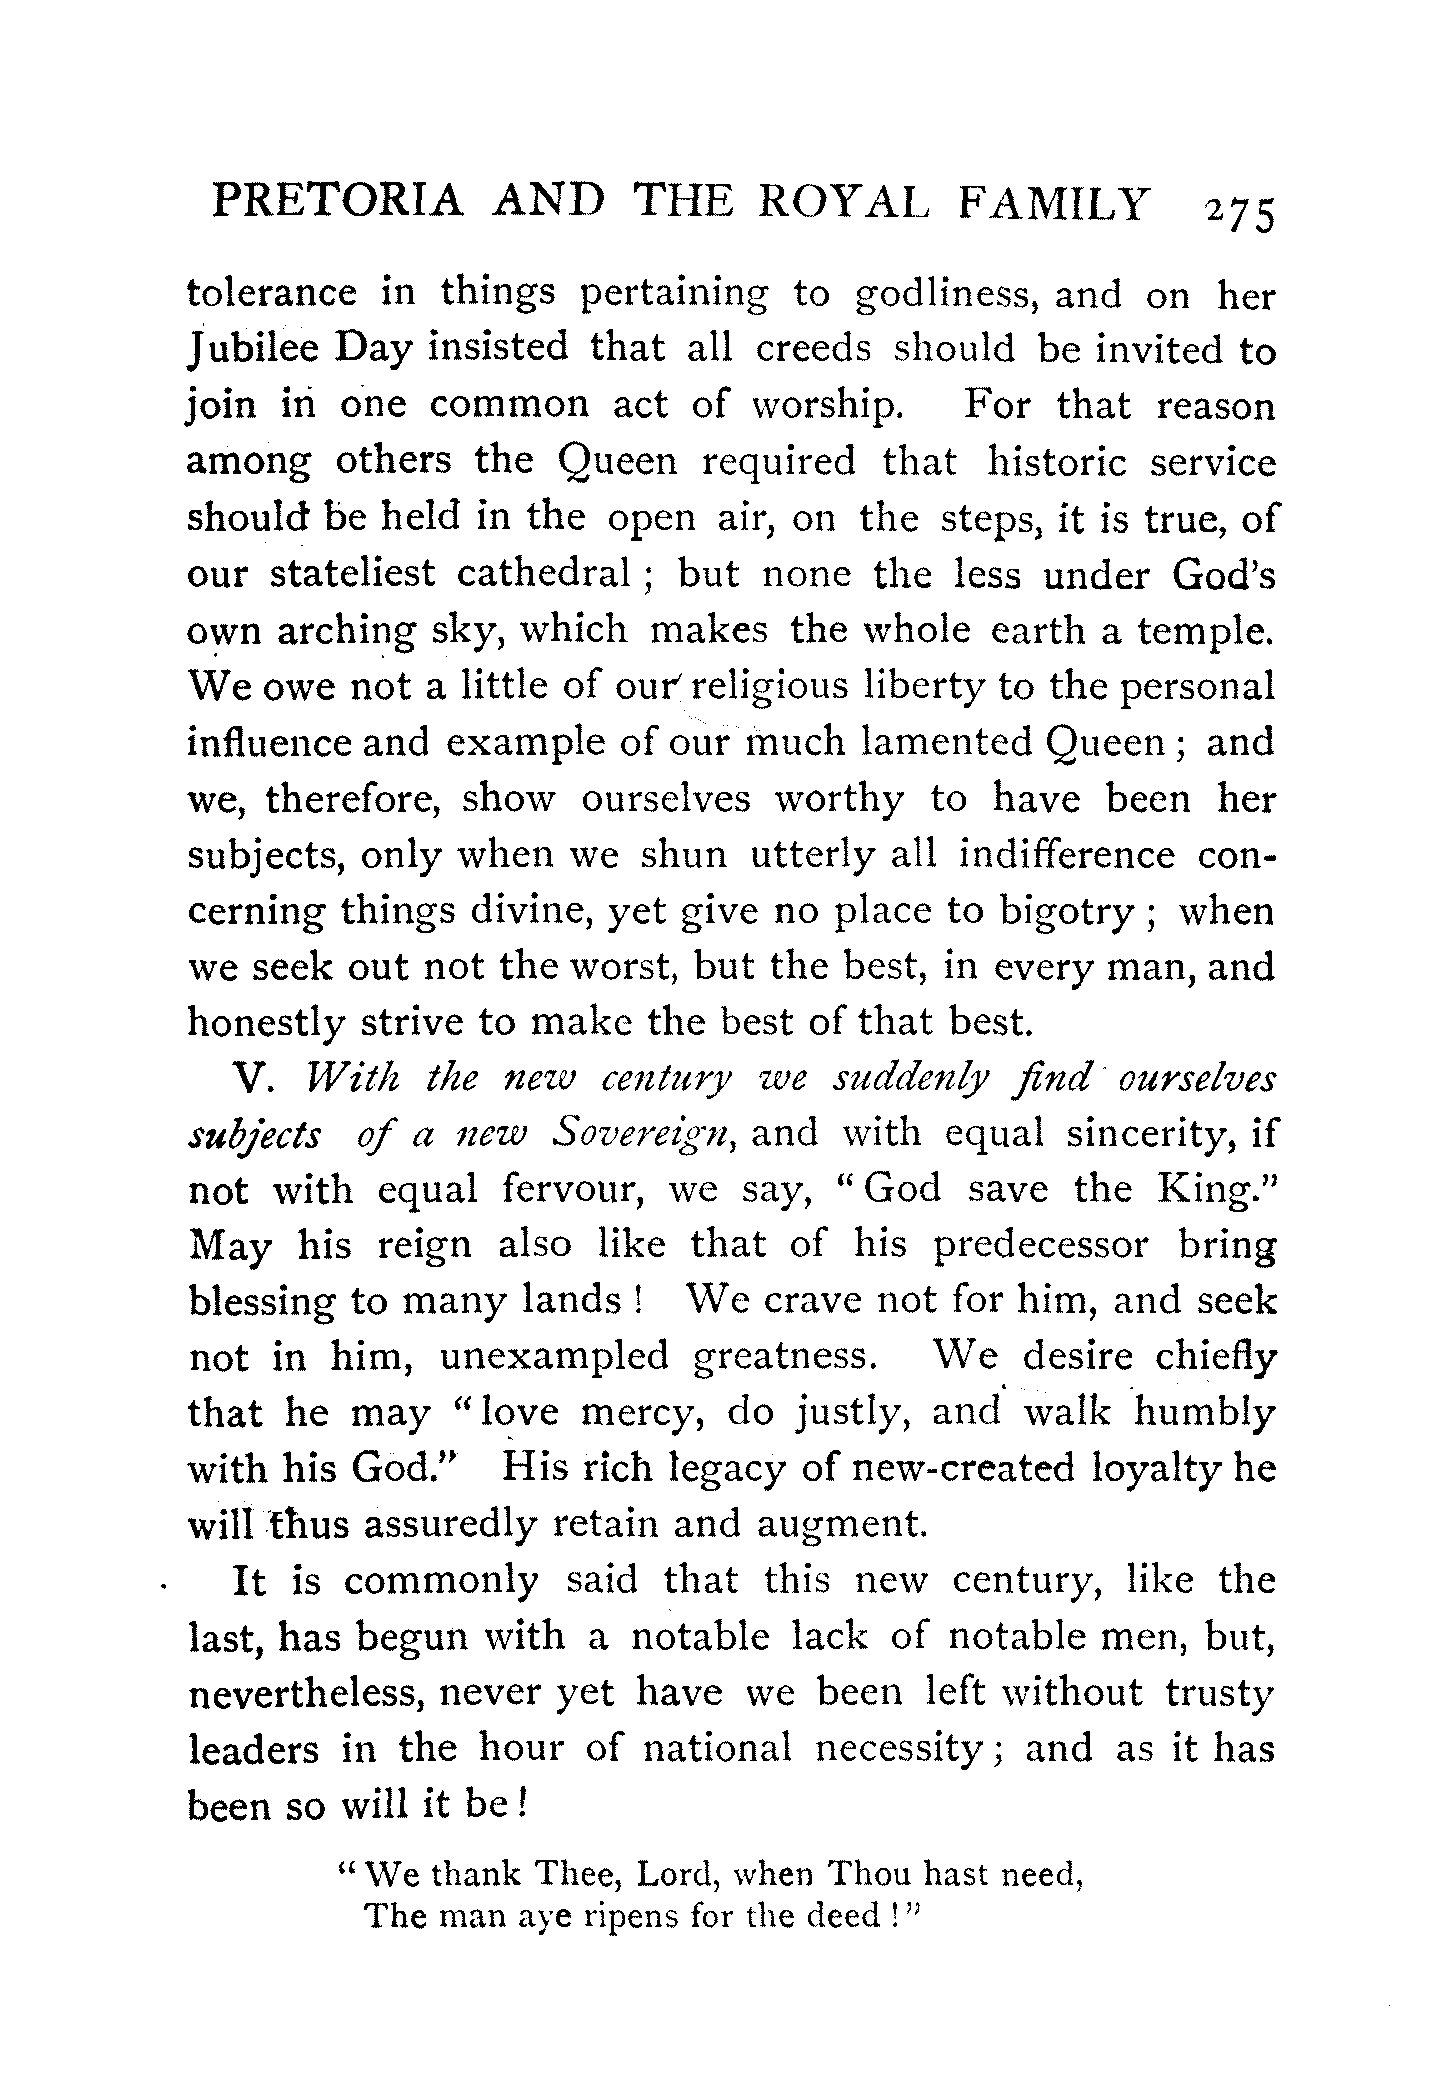 PRETORIA AND THE ROYAL FAMILY 275
tolerance in things pertaining to godliness, and on her
Jubilee Day insisted that all creeds should be invited to
join in one common act of worship. For that reason
among others the Queen required that historic service
should be held in the open air, on the steps, it is true, of
our stateliest cathedral ; but none the less under God's
own arching sky, which makes the whole earth a temple.
We owe not a little of our religious liberty to the personal
influence and example of our much lamented Queen ; and
we, therefore, show ourselves worthy to have been her
subjects, only when we shun utterly all indifference con-
cerning things divine, yet give no place to bigotry ; when
we seek out not the worst, but the best, in every man, and
honestly strive to make the best of that best.
V. With the new century we suddenly find ourselves
subjects of a new Sovereign, and with equal sincerity, if
not with equal fervour, we say, “ God save the King.”
May his reign also like that of his predecessor bring
blessing to many lands ! We crave not for him, and seek
not in him, unexampled greatness. We desire chiefly
that he may “ love mercy, do justly, and walk humbly
with his God.” His rich legacy of new-created loyalty he
will thus assuredly retain and augment.
It is commonly said that this new century, like the
last, has begun with a notable lack of notable men, but,
nevertheless, never yet have we been left without trusty
leaders in the hour of national necessity ; and as it has
been so will it be !
“ We thank Thee, Lord, when Thou hast need,
The man aye ripens for the deed ! ”